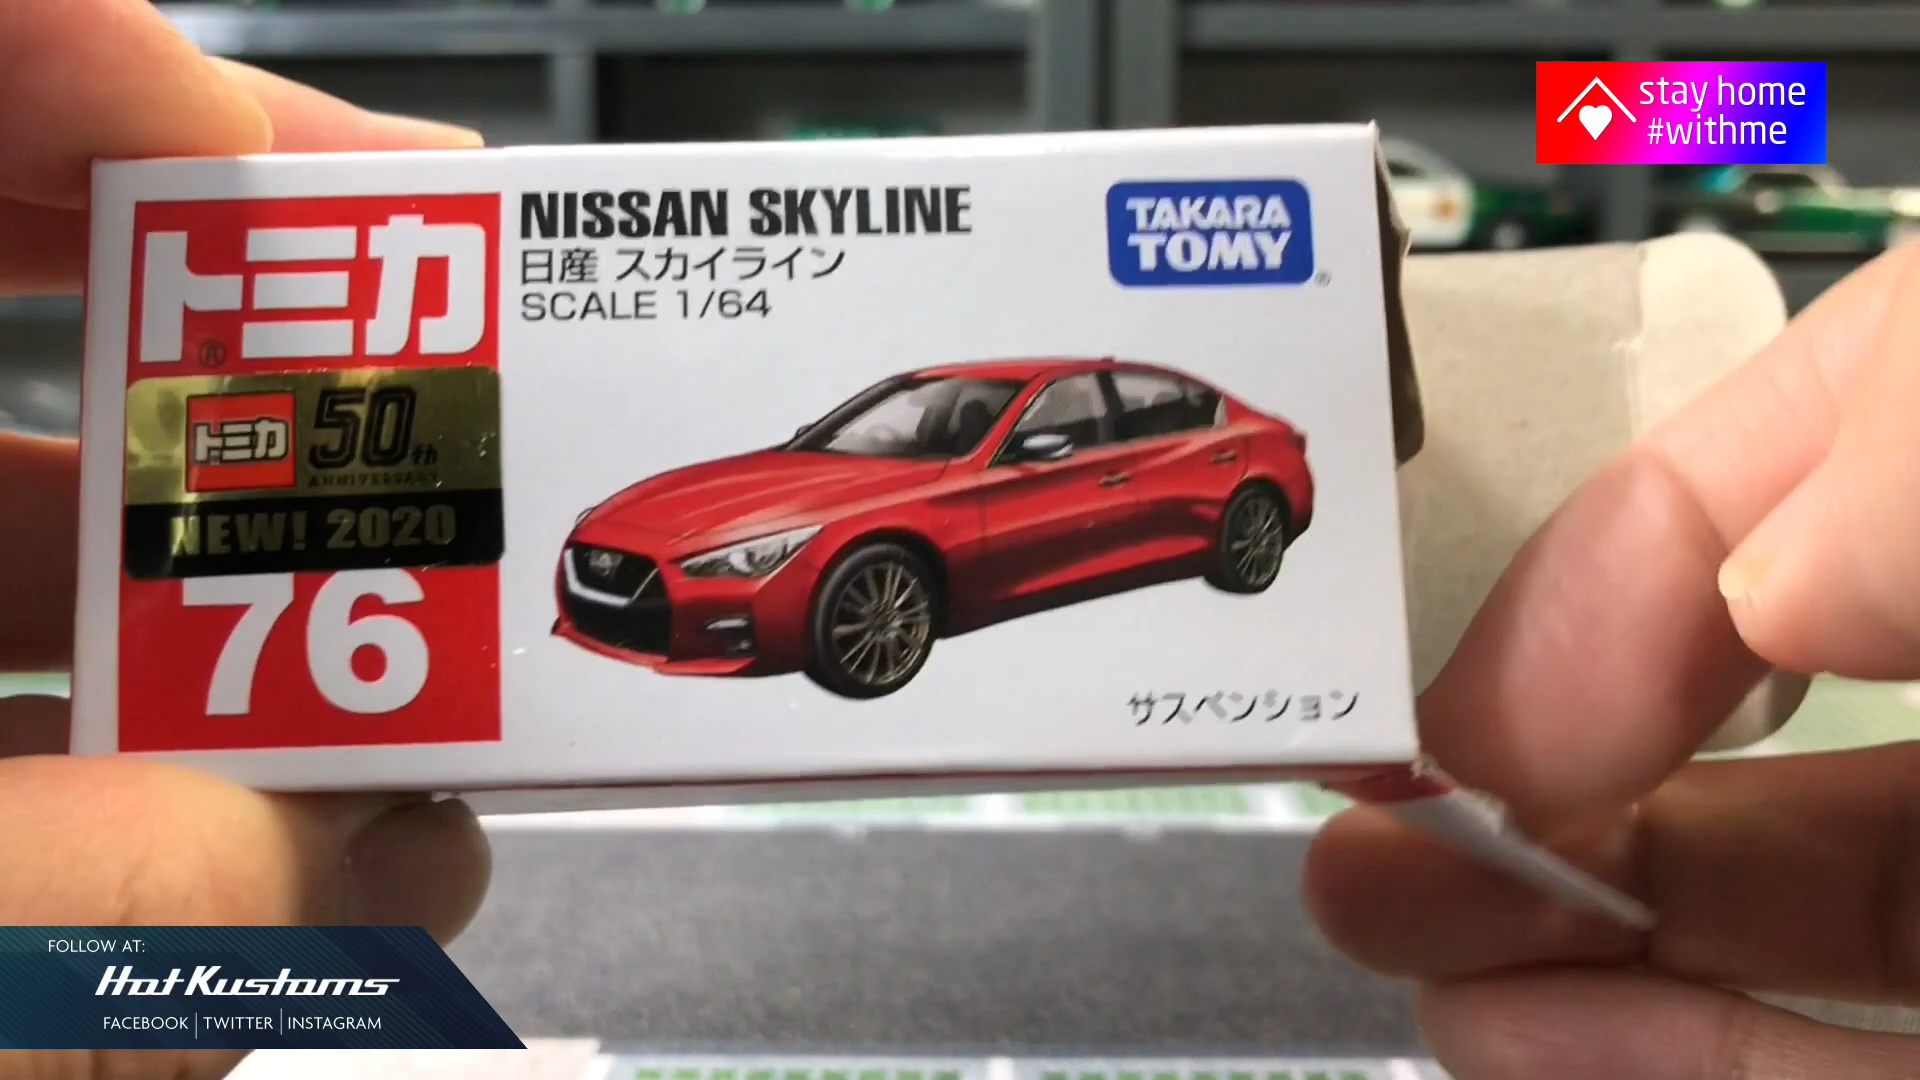 stay home
#withme
トミカ
®
NISSAN SKYLINE
日産 スカイライン
SCALE 1/64
TAKARA
TOMY
®
トミカ
50th
ANNIVERSARY
NEW! 2020
76
サスペンション
FOLLOW AT:
HotKustoms
FACEBOOK | TWITTER | INSTAGRAM